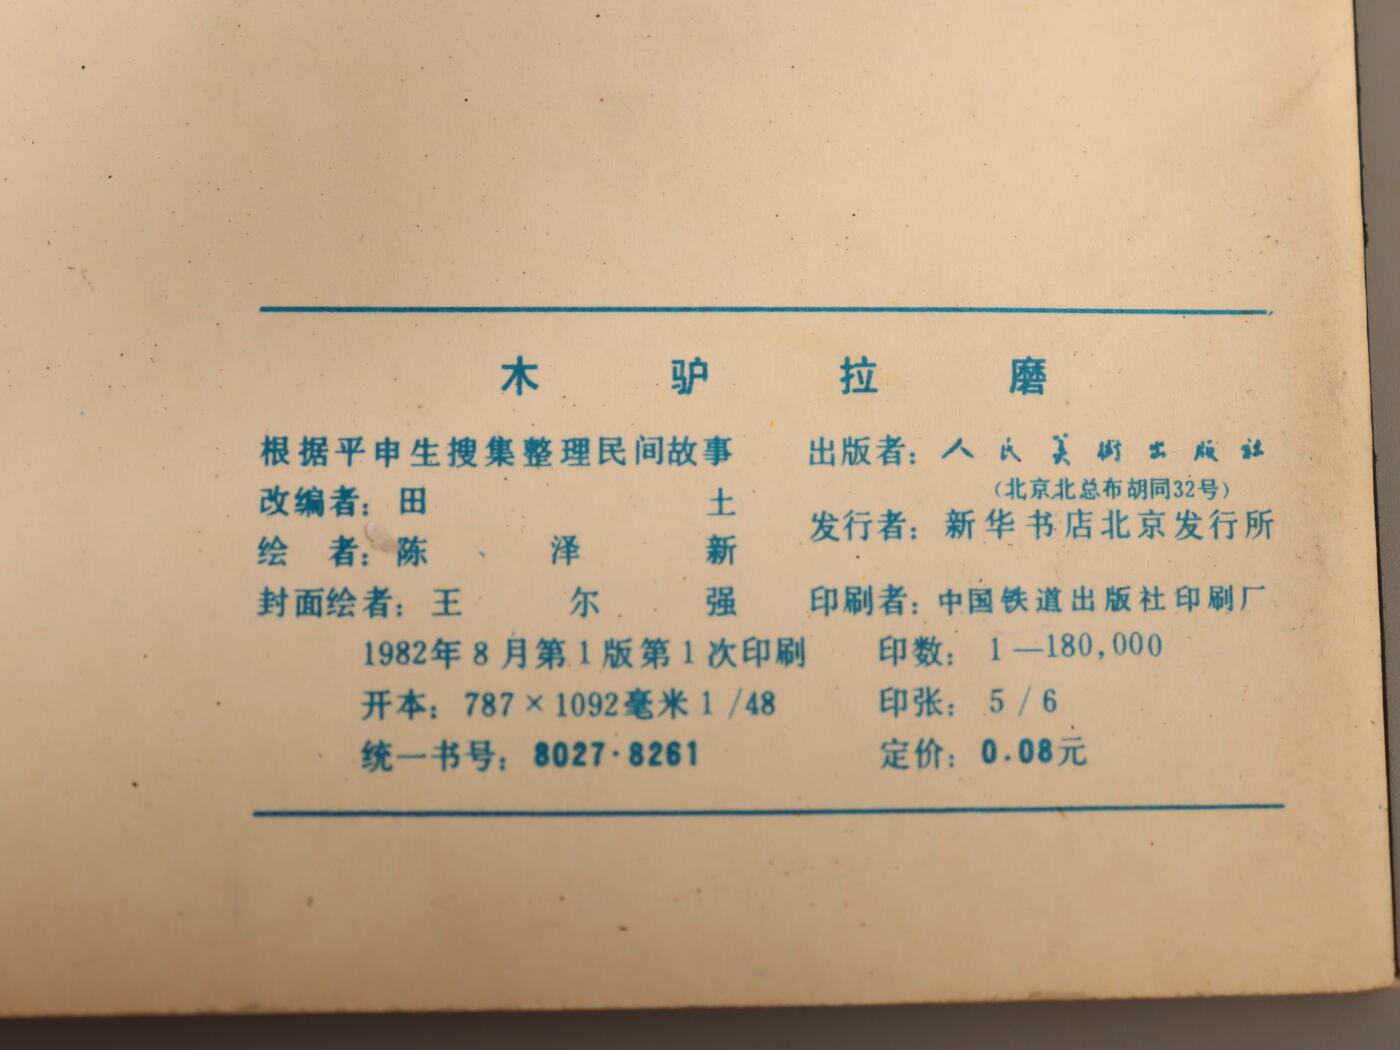 木驴拉磨
根据平申生搜集整理民间故事
改编者：田土
绘者：陈泽新
封面绘者：王尔强
出版者：人民美术出版社
（北京北总布胡同32号）
发行者：新华书店北京发行所
印刷者：中国铁道出版社印刷厂
1982年8月第1版第1次印刷
印数：1—180,000
开本：787×1092毫米1/48
印张：5/6
统一书号：8027·8261
定价：0.08元